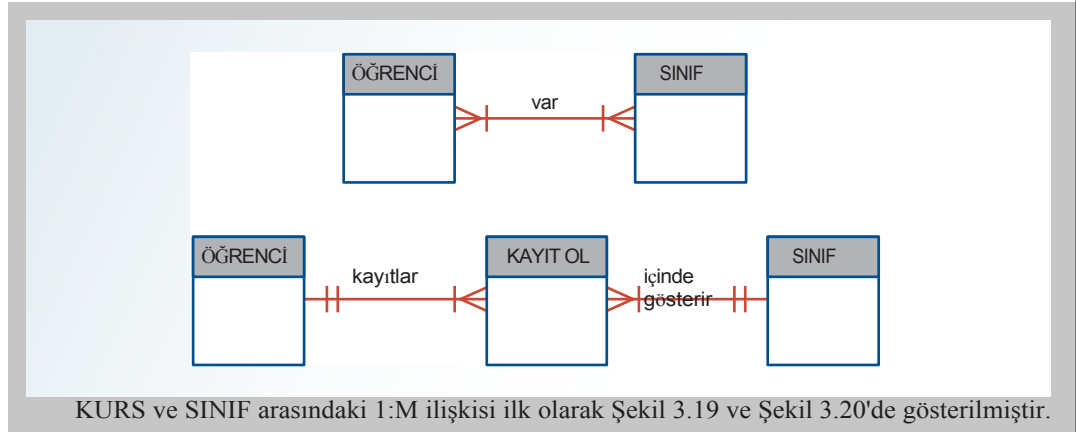 ÖĞRENCİ
SINIF
var
ÖĞRENCİ
KAYIT OL
SINIF
kayıtlar
içinde
gösterir
KURS ve SINIF arasındaki 1:M ilişkisi ilk olarak Şekil 3.19 ve Şekil 3.20'de gösterilmiştir.